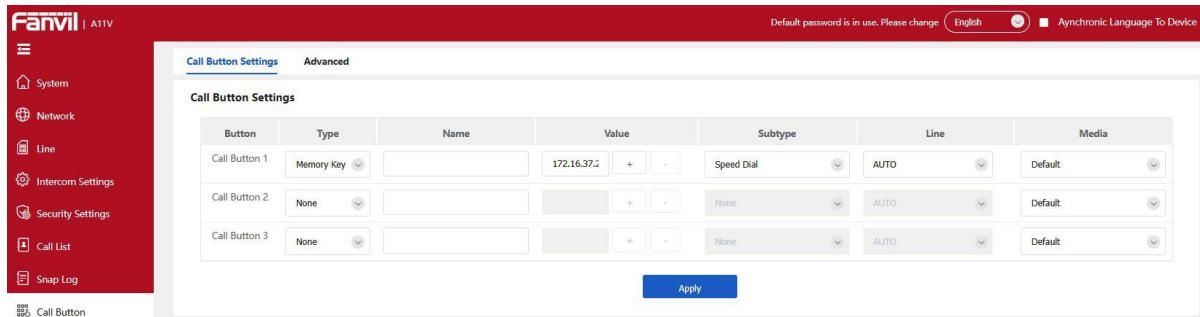 Fanvil | A11V
Default password is in use. Please change English Aynchronic Language To Device
System
Network
Line
Intercom Settings
Security Settings
Call List
Snap Log
Call Button
Call Button Settings Advanced
Call Button Settings
Button Type Name Value Subtype Line Media
Call Button 1 Memory Key 172.16.37.2 + - Speed Dial AUTO Default
Call Button 2 None + - None AUTO Default
Call Button 3 None + - None AUTO Default
Apply